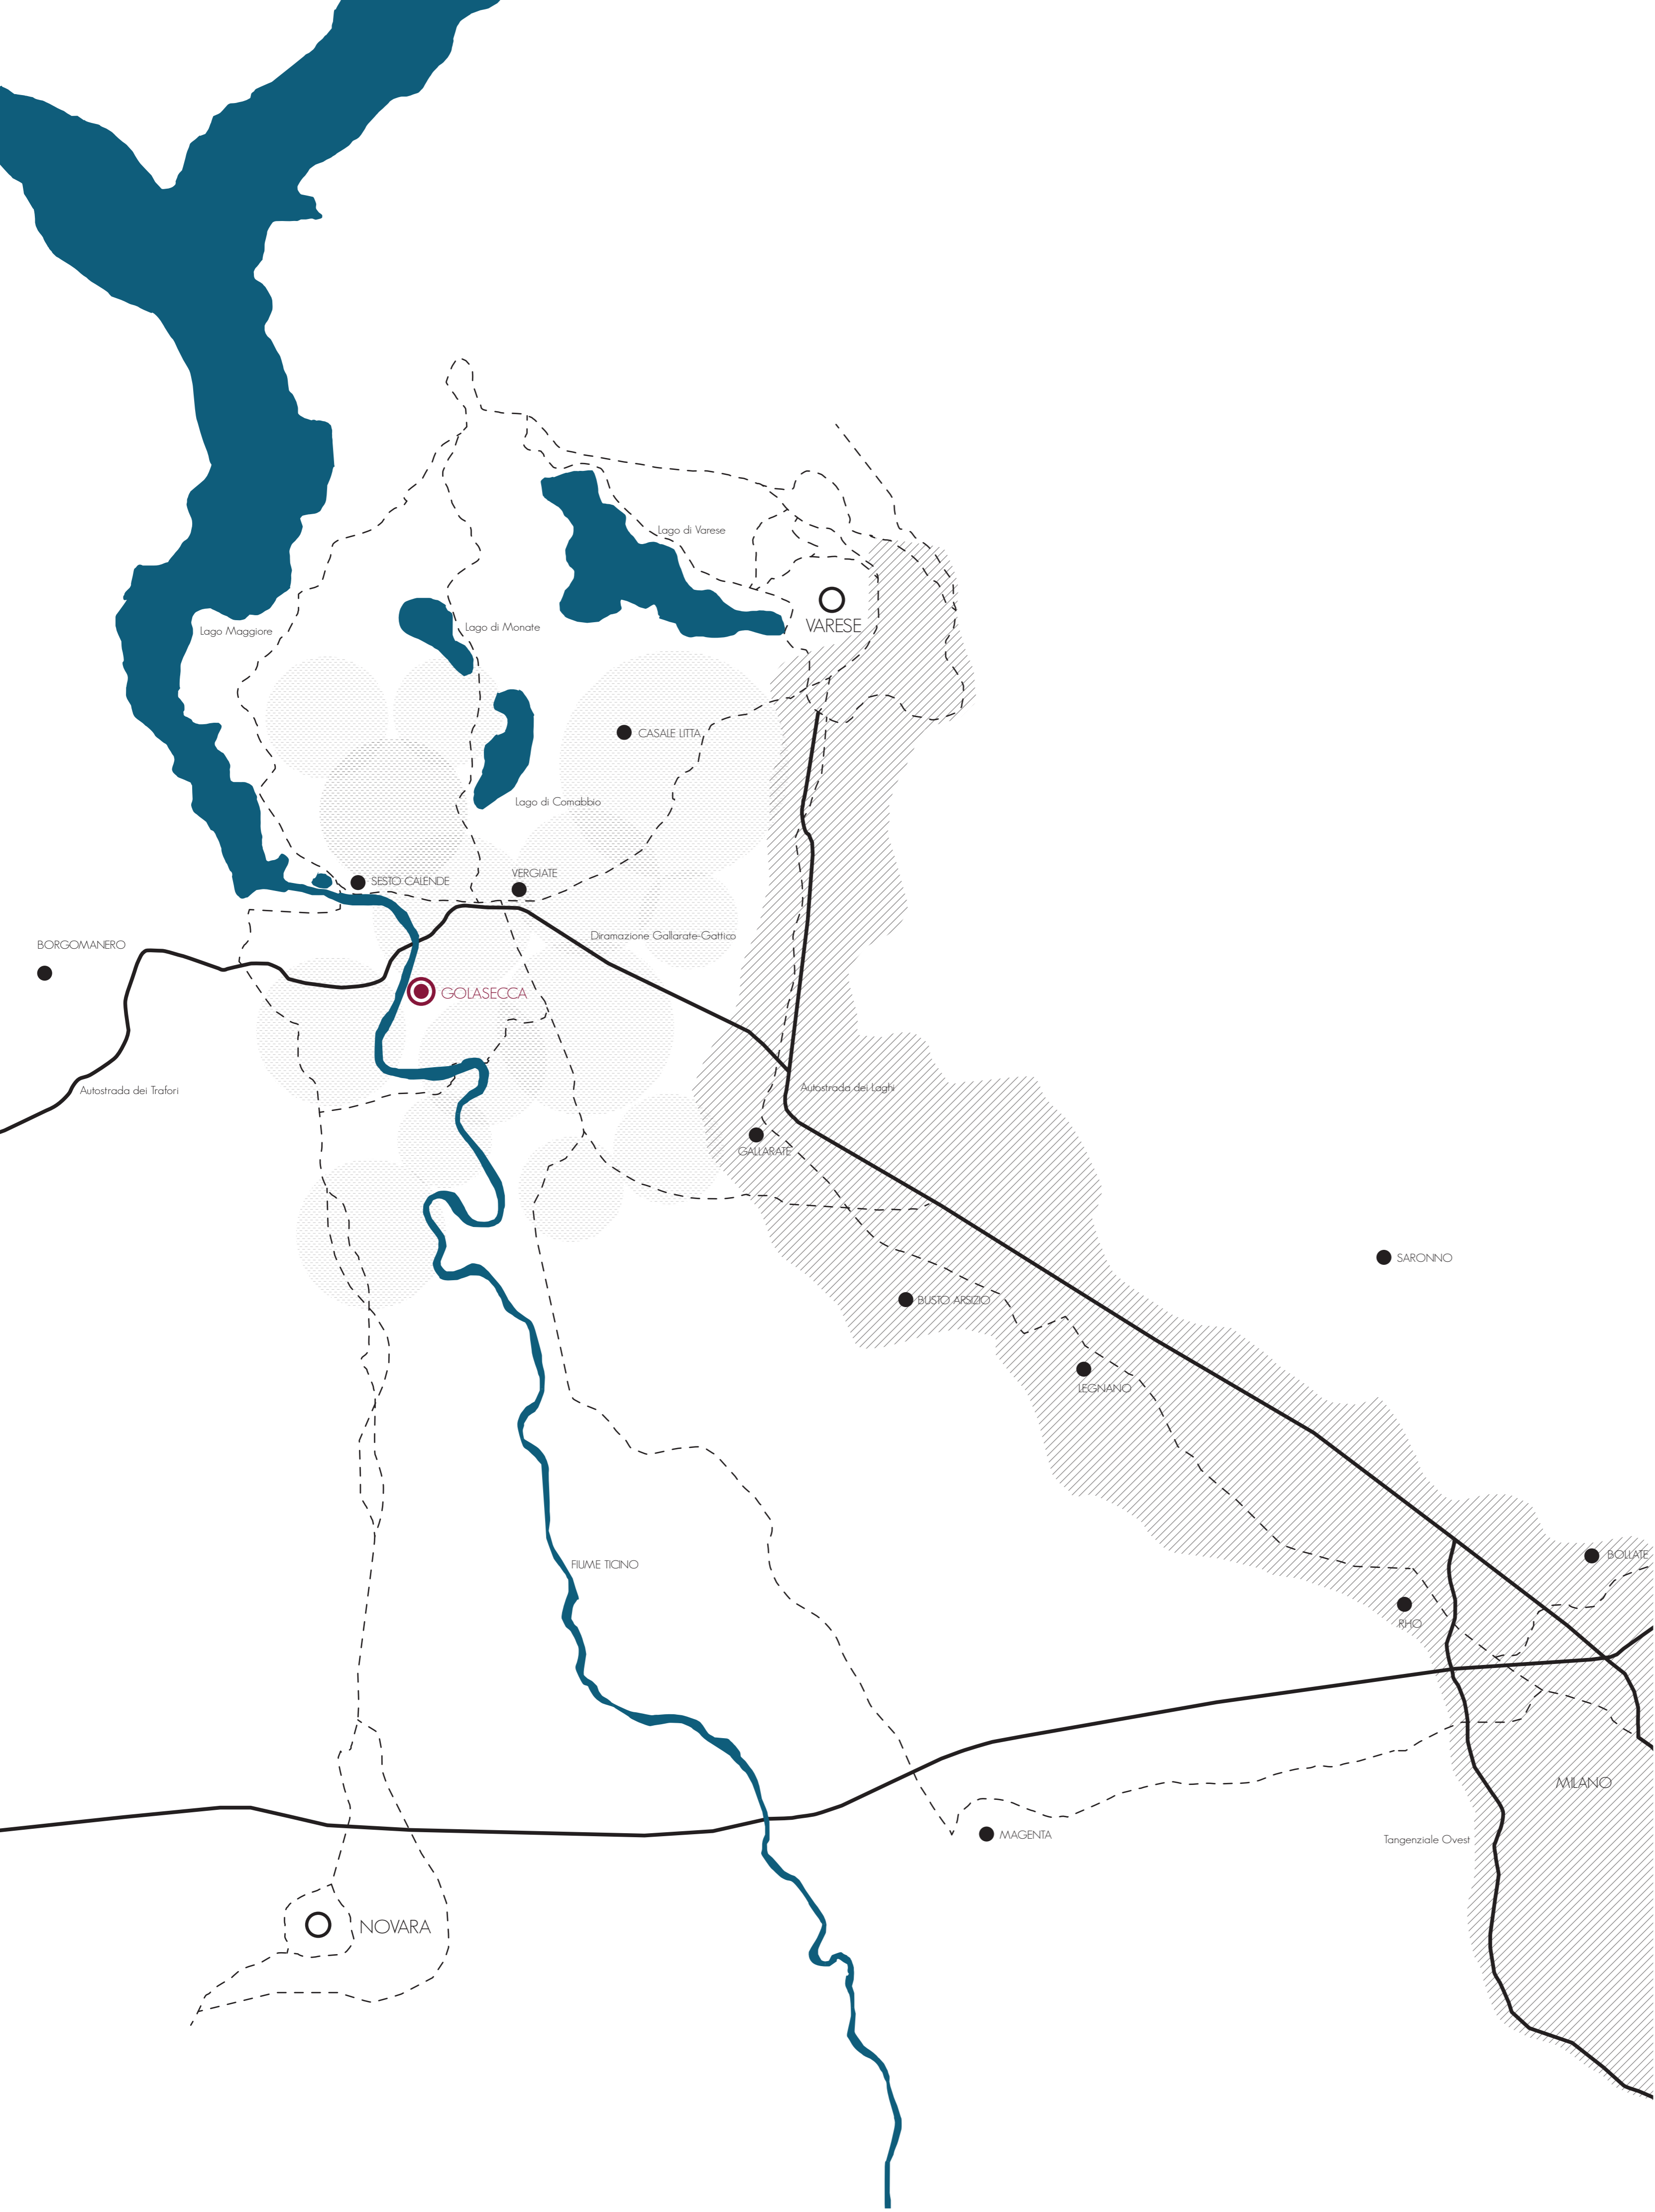 Lago di Varese
VARESE
Lago Maggiore
Lago di Monate
CASALE LITTA
Lago di Comabbio
VERGIATE
SESTO CALENDE
Diramazione Gallarate-Gattico
BORGOMANERO
GOLASECCA
Autostrada dei Trafori
Autostrada dei Laghi
GALLARATE
SARONNO
BUSTO ARSIZIO
LEGNANO
BOLLATE
FIUME TICINO
RHO
MILANO
MAGENTA
Tangenziale Ovest
NOVARA